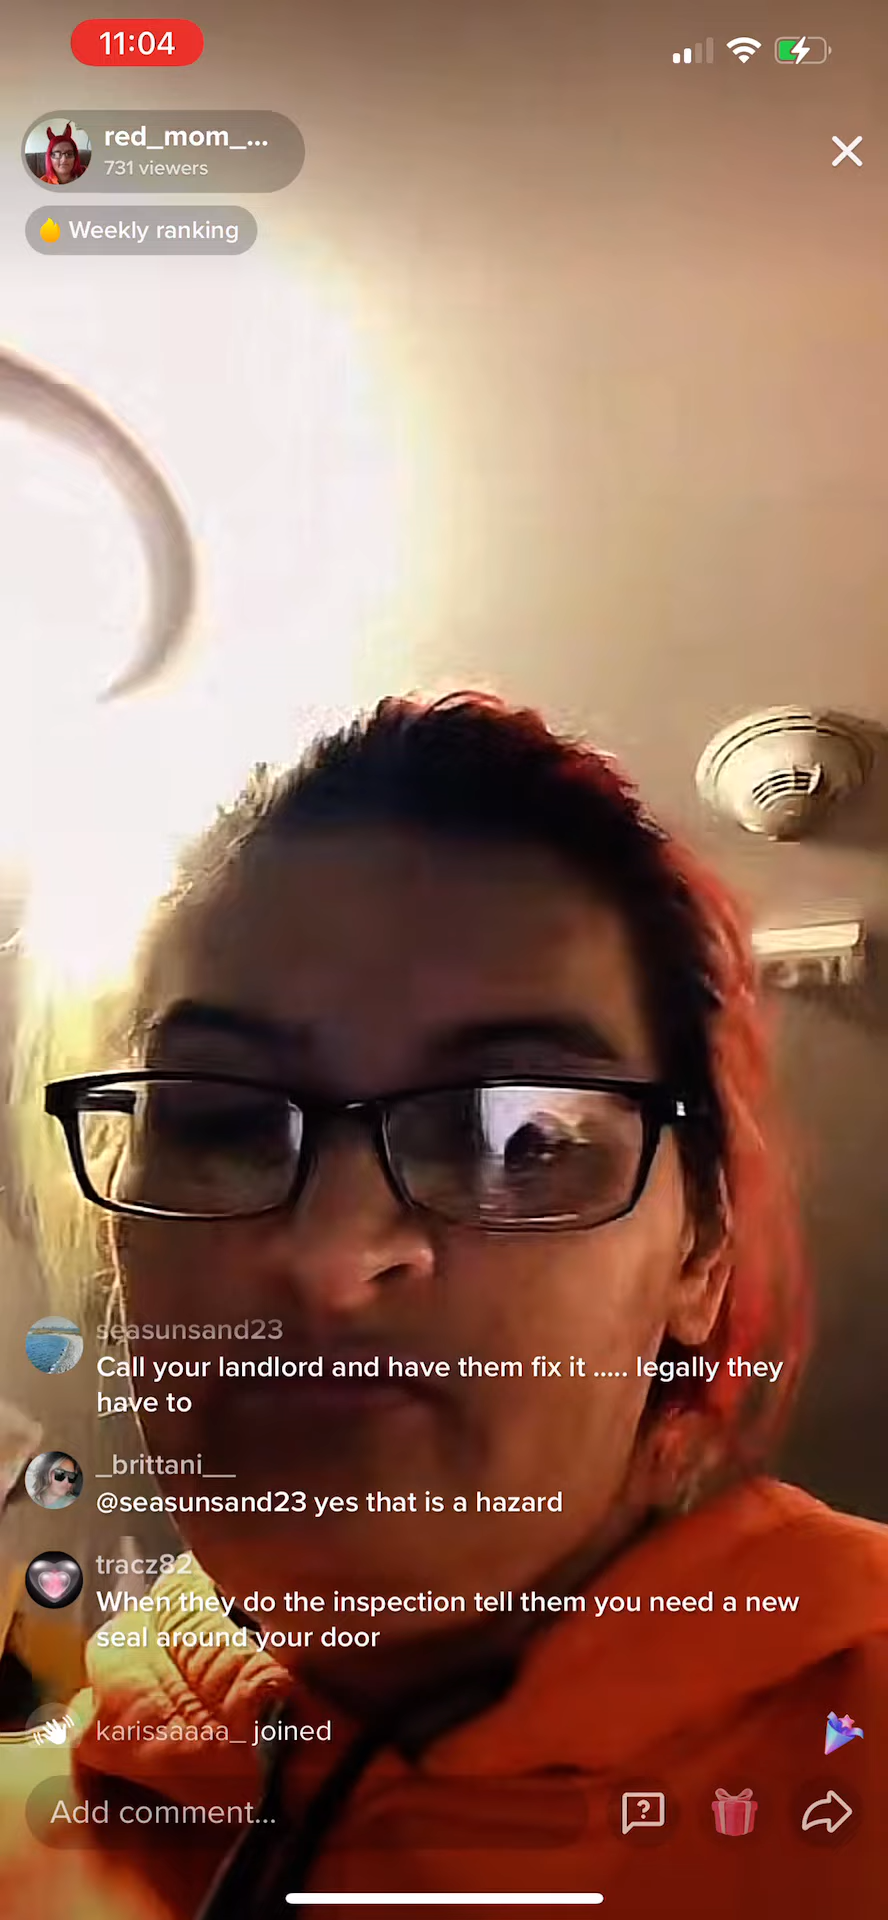 11:04
red_mom_...
731 viewers
Weekly ranking
seasunsand23
Call your landlord and have them fix it ..... legally they
have to
_brittani__
@seasunsand23 yes that is a hazard
tracz82
When they do the inspection tell them you need a new
seal around your door
karissaaaa_ joined
Add comment...